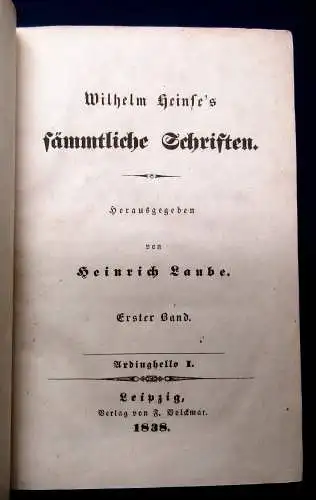 Wilhelm Heinse's
sämmtliche Schriften.
Herausgegeben
von
Heinrich Laube.
Erster Band.
Ardinghello I.
Leipzig,
Verlag von F. Volckmar.
1838.